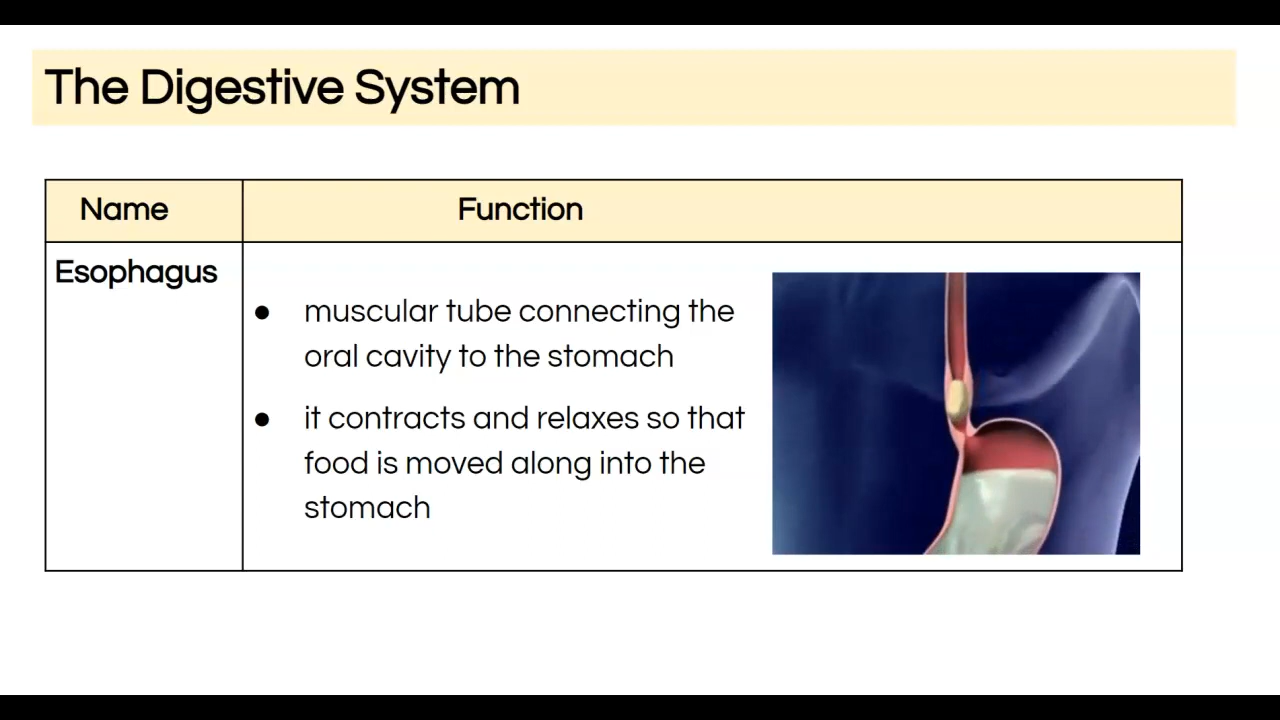 The Digestive System
Name
Function
Esophagus
● muscular tube connecting the
oral cavity to the stomach
● it contracts and relaxes so that
food is moved along into the
stomach